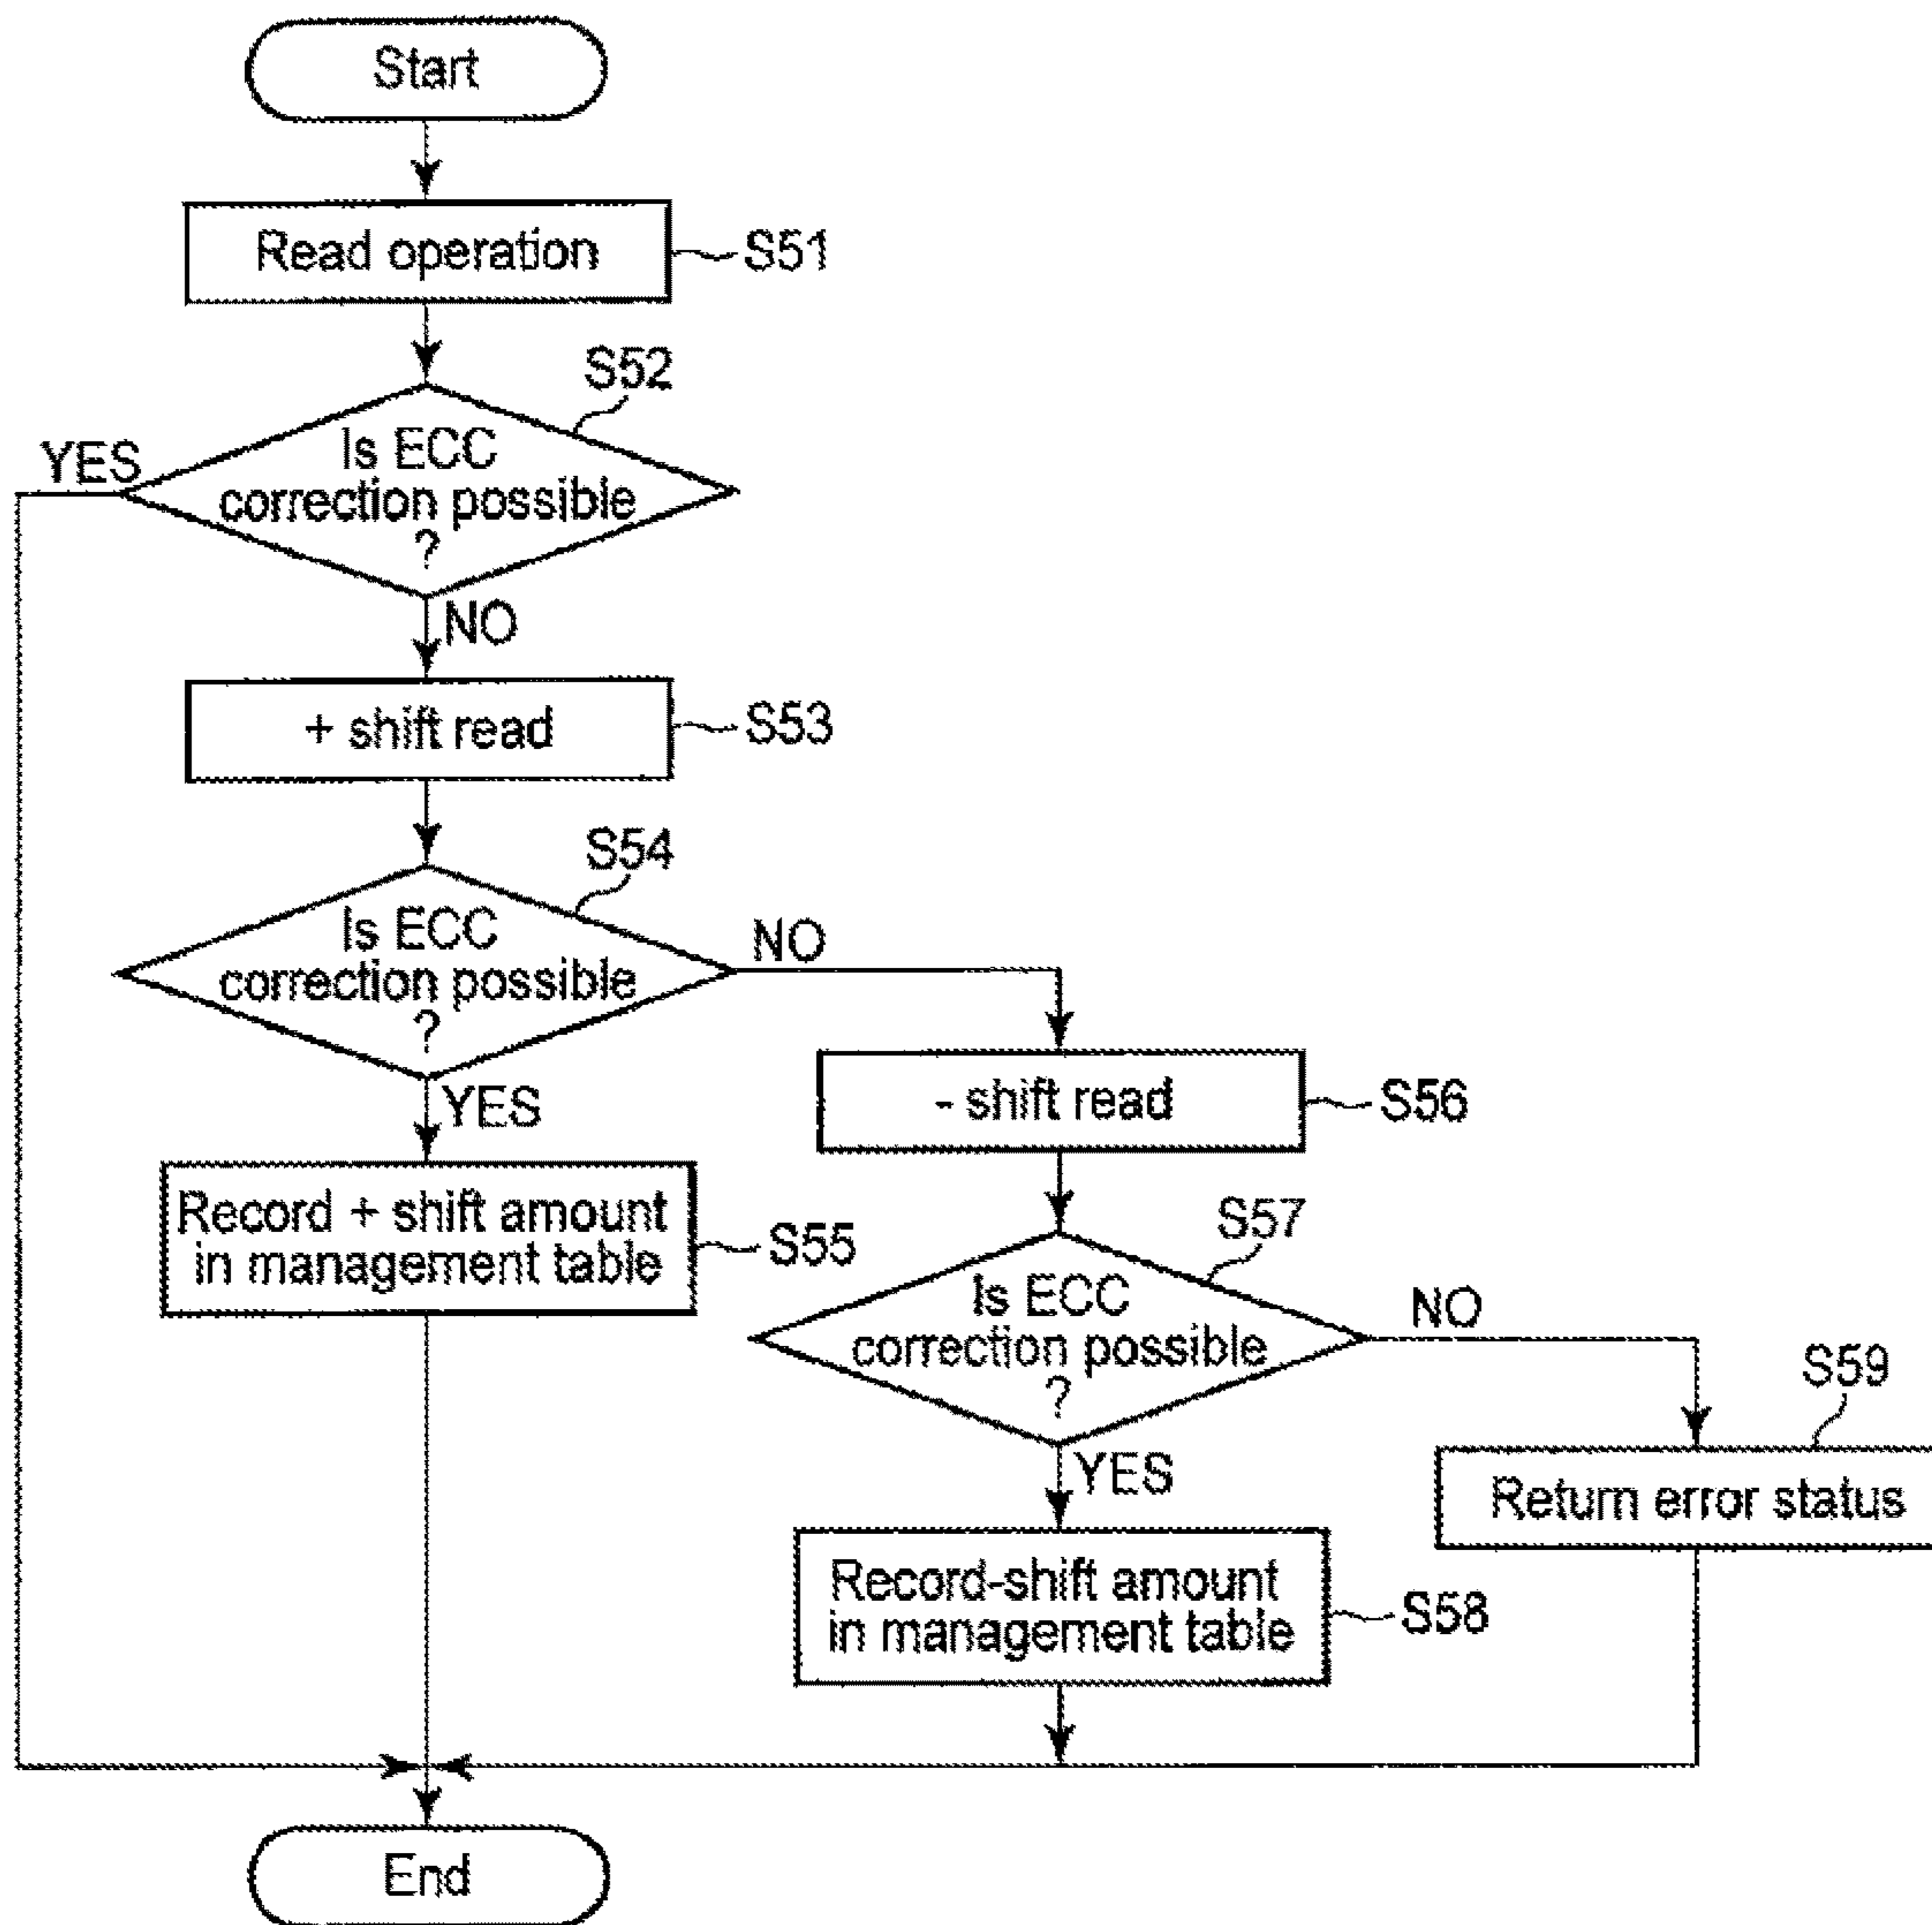 Start
Read operation
S51
S52
Is ECC
correction possible
?
YES
NO
+ shift read
S53
S54
Is ECC
correction possible
?
NO
YES
- shift read
S56
Record + shift amount
in management table
S55
S57
Is ECC
correction possible
?
NO
YES
S59
Return error status
Record-shift amount
in management table
S58
End